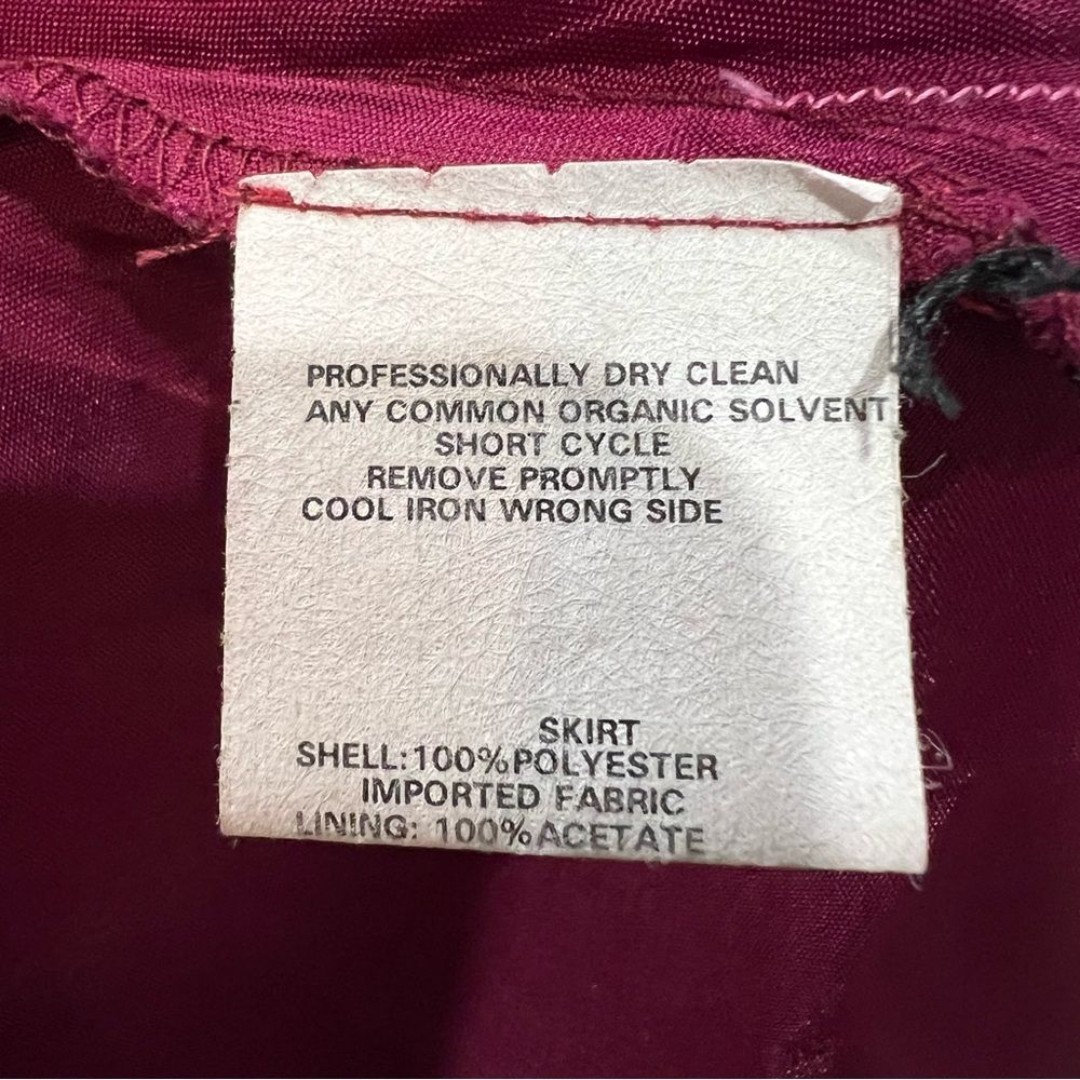 PROFESSIONALLY DRY CLEAN
ANY COMMON ORGANIC SOLVENT
SHORT CYCLE
REMOVE PROMPTLY
COOL IRON WRONG SIDE
SKIRT
SHELL:100%POLYESTER
IMPORTED FABRIC
LINING: 100%ACETATE